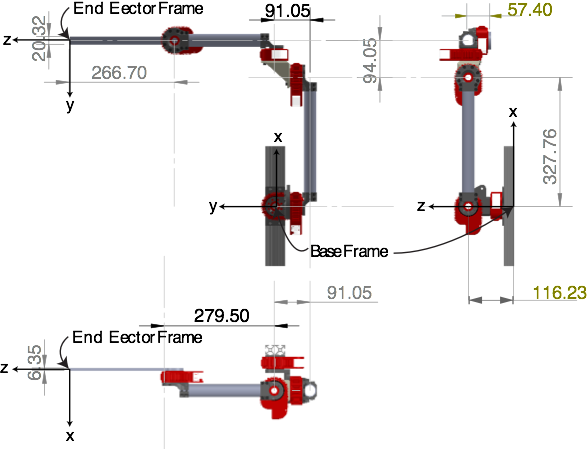 End Eector Frame
91.05
57.40
z
20.32
94.05
266.70
y
x
x
327.76
y
z
Base Frame
91.05
116.23
279.50
End Eector Frame
z
6.35
x